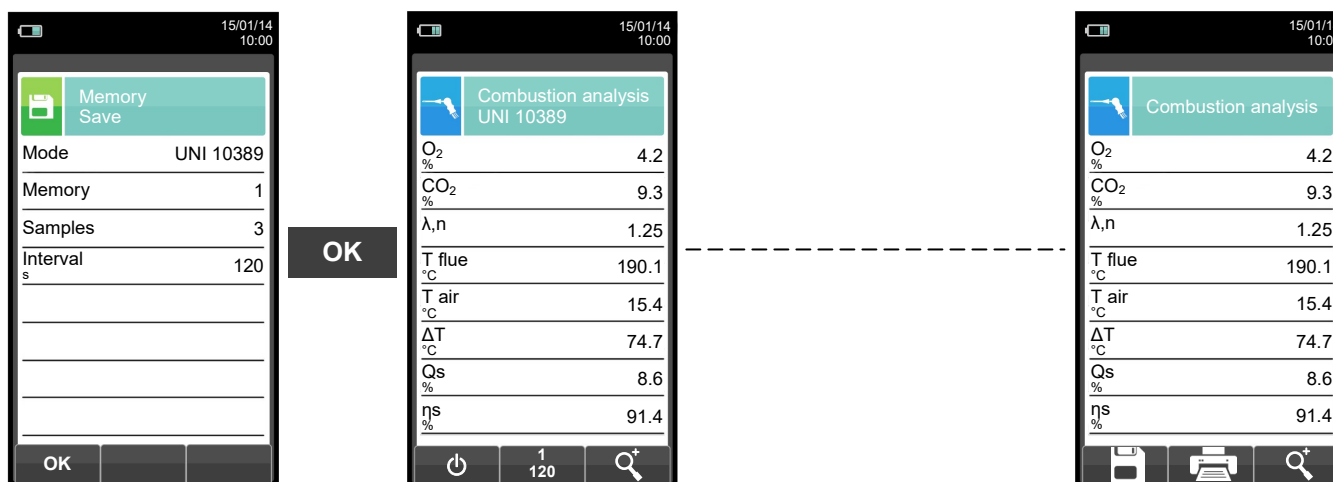 15/01/14
10:00
Memory
Save
Mode UNI 10389
Memory 1
Samples 3
Interval 120
s
OK
OK
15/01/14
10:00
Combustion analysis
UNI 10389
O₂ 4.2
%
CO₂ 9.3
%
λ,n 1.25
T flue 190.1
°C
T air 15.4
°C
ΔT 74.7
°C
Qs 8.6
%
ηs 91.4
%
1
120
15/01/1
10:0
Combustion analysis
O₂ 4.2
%
CO₂ 9.3
%
λ,n 1.25
T flue 190.1
°C
T air 15.4
°C
ΔT 74.7
°C
Qs 8.6
%
ηs 91.4
%